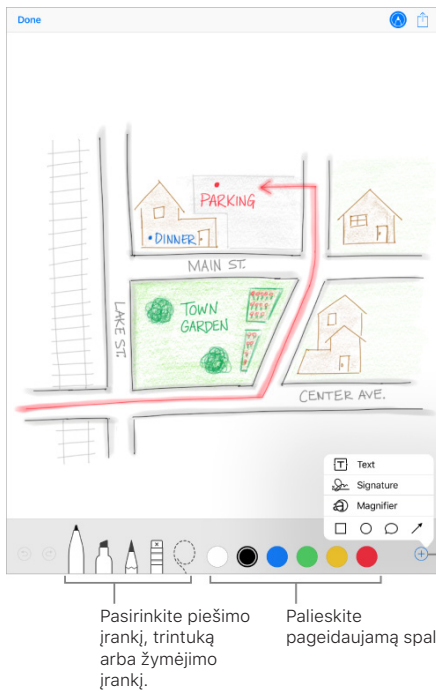 Done
PARKING
DINNER
MAIN ST.
LAKE ST.
TOWN
GARDEN
CENTER AVE.
Text
Signature
Magnifier
Pasirinkite piešimo
įrankį, trintuką
arba žymėjimo
įrankį.
Palieskite
pageidaujamą spal